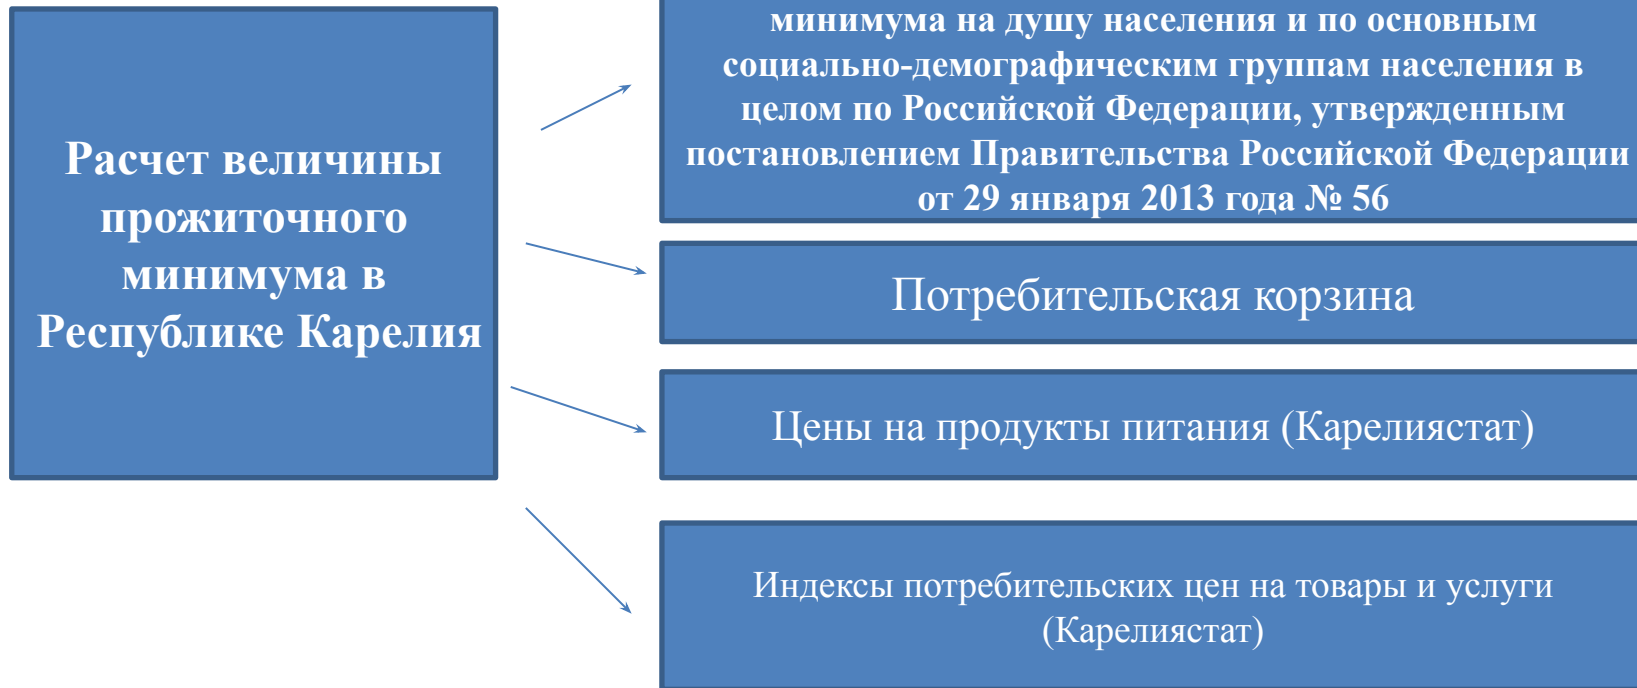 Расчет величины
прожиточного
минимума в
Республике Карелия
минимума на душу населения и по основным
социально-демографическим группам населения в
целом по Российской Федерации, утвержденным
постановлением Правительства Российской Федерации
от 29 января 2013 года № 56
Потребительская корзина
Цены на продукты питания (Карелиястат)
Индексы потребительских цен на товары и услуги
(Карелиястат)